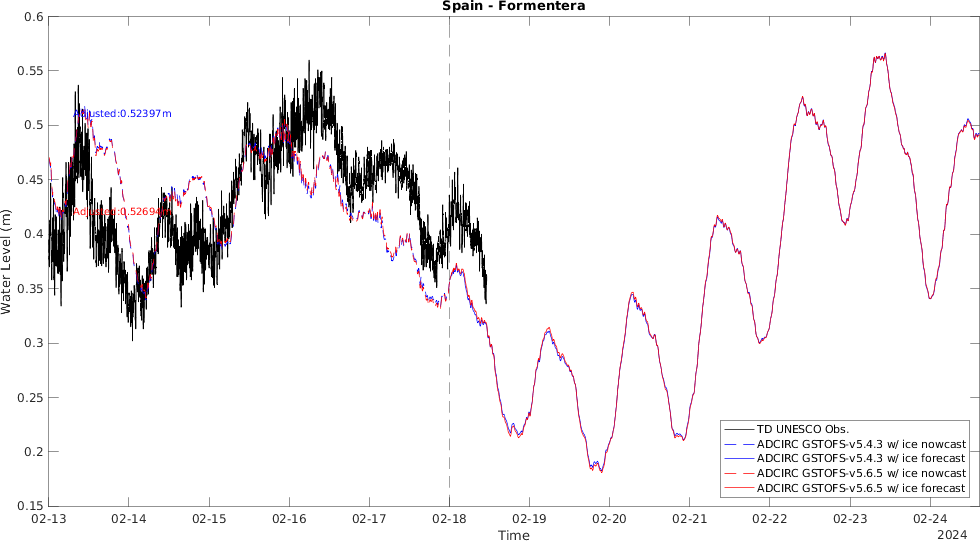 Spain - Formentera
0.6
0.55
0.5
0.45
0.4
0.35
0.3
0.25
0.2
0.15
Water Level (m)
Adjusted:0.52397m
Adjusted:0.52694m
TD UNESCO Obs.
ADCIRC GSTOFS-v5.4.3 w/ ice nowcast
ADCIRC GSTOFS-v5.4.3 w/ ice forecast
ADCIRC GSTOFS-v5.6.5 w/ ice nowcast
ADCIRC GSTOFS-v5.6.5 w/ ice forecast
02-13 02-14 02-15 02-16 02-17 02-18 02-19 02-20 02-21 02-22 02-23 02-24
Time
2024